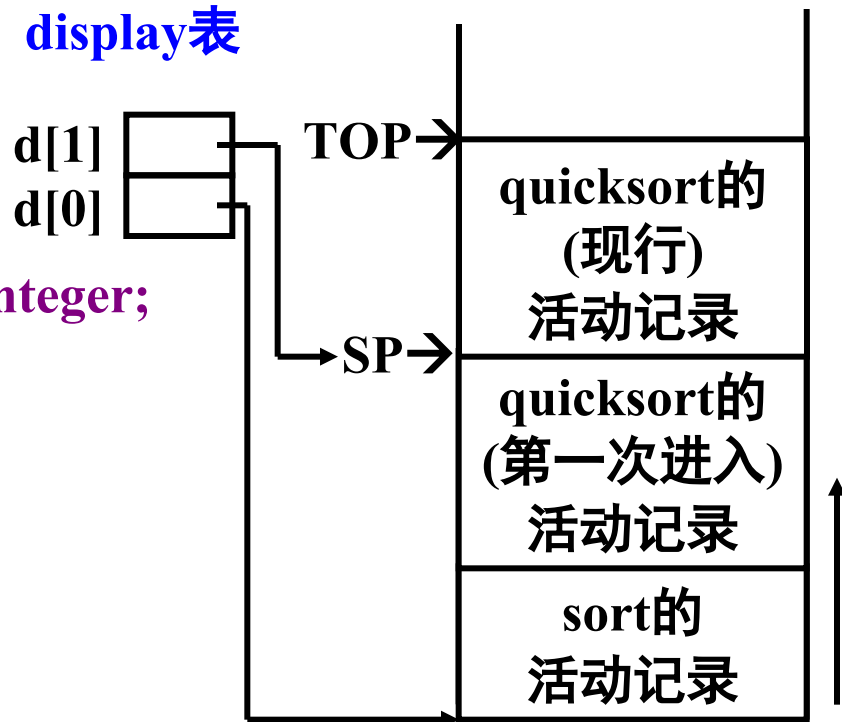 display表
d[1]
d[0]
nteger;
TOP
SP
quicksort的
(现行)
活动记录
quicksort的
(第一次进入)
活动记录
sort的
活动记录